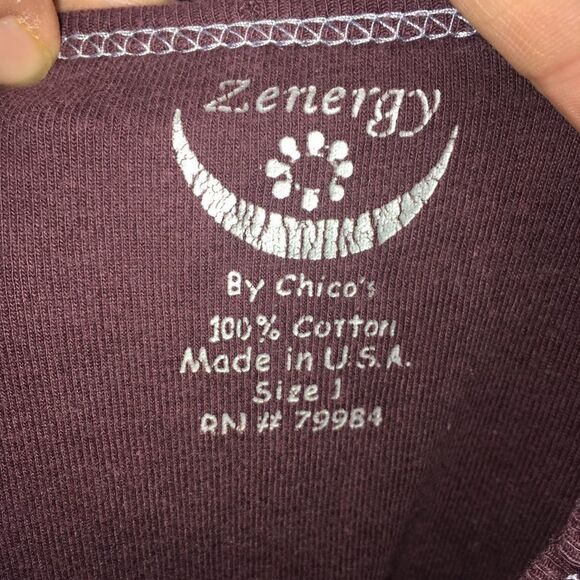 Zenergy
By Chico's
100% Cotton
Made in U.S.A.
Size 1
RN # 79984